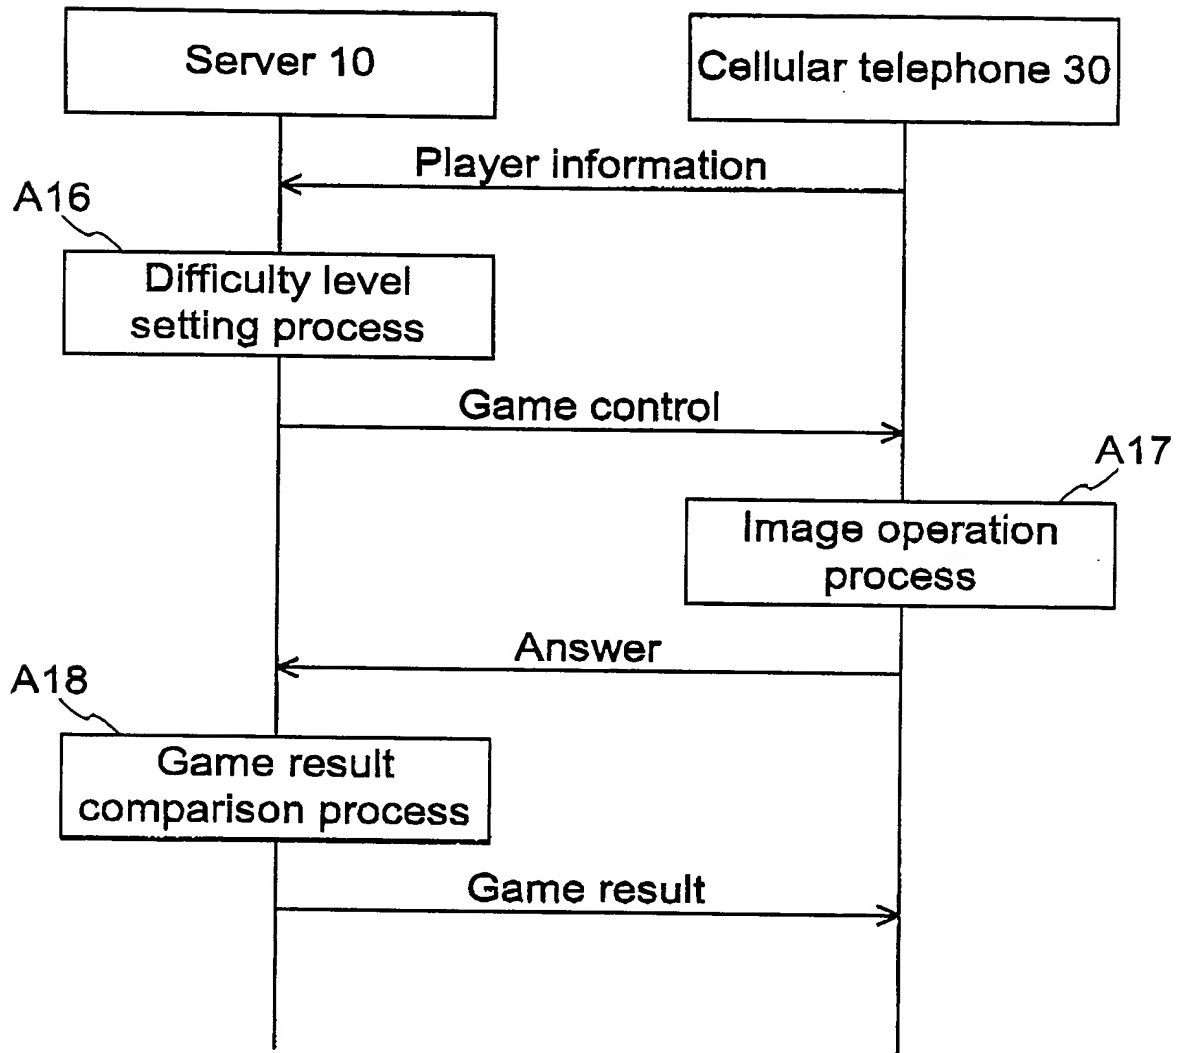 Server 10
Cellular telephone 30
Player information
A16
Difficulty level
setting process
Game control
A17
Image operation
process
Answer
A18
Game result
comparison process
Game result